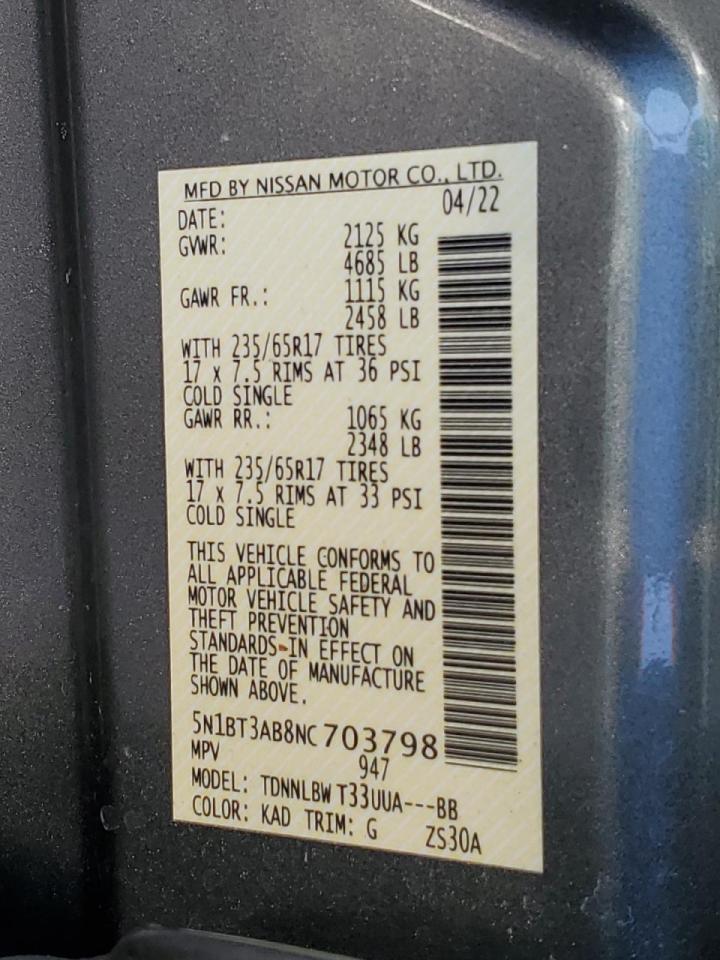 MFD BY NISSAN MOTOR CO., LTD.
DATE: 04/22
GVWR: 2125 KG
4685 LB
GAWR FR.: 1115 KG
2458 LB
WITH 235/65R17 TIRES
17 x 7.5 RIMS AT 36 PSI
COLD SINGLE
GAWR RR.: 1065 KG
2348 LB
WITH 235/65R17 TIRES
17 x 7.5 RIMS AT 33 PSI
COLD SINGLE
THIS VEHICLE CONFORMS TO
ALL APPLICABLE FEDERAL
MOTOR VEHICLE SAFETY AND
THEFT PREVENTION
STANDARDS IN EFFECT ON
THE DATE OF MANUFACTURE
SHOWN ABOVE.
5N1BT3AB8NC703798
MPV 947
MODEL: TDNNLBW T33UUA---BB
COLOR: KAD TRIM: G ZS30A